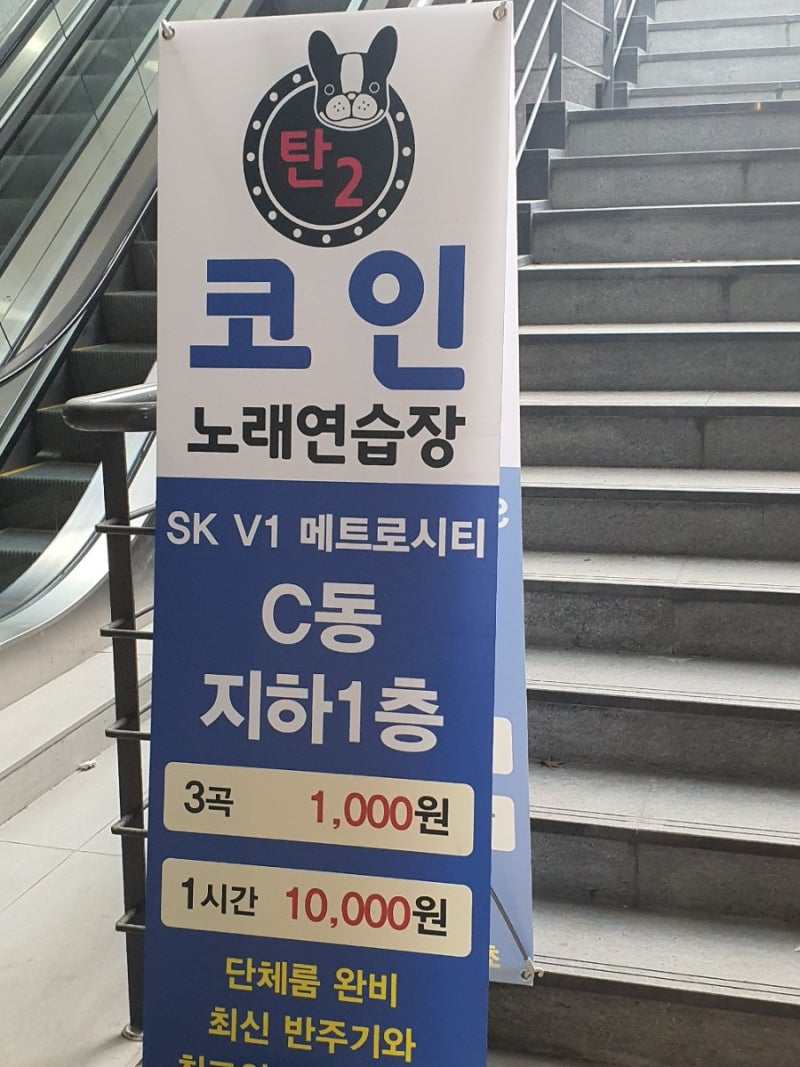 탄2
코인
노래연습장
SK V1 메트로시티
C동
지하1층
3곡 1,000원
1시간 10,000원
단체룸 완비
최신 반주기와